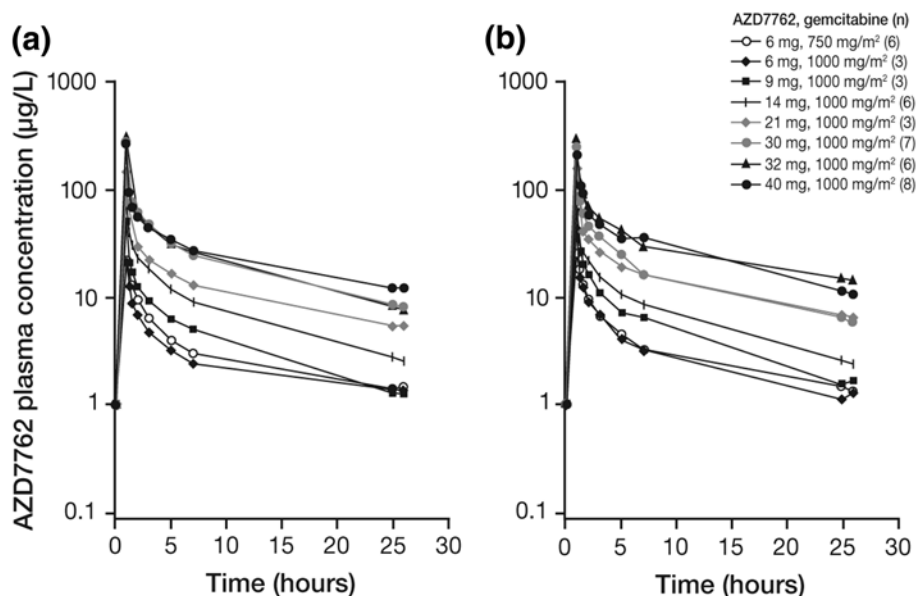 (a)
AZD7762 plasma concentration (µg/L)
1000
100
10
1
0.1
0 5 10 15 20 25 30
Time (hours)
(b)
1000
100
10
1
0.1
0 5 10 15 20 25 30
Time (hours)
AZD7762, gemcitabine (n)
6 mg, 750 mg/m² (6)
6 mg, 1000 mg/m² (3)
9 mg, 1000 mg/m² (3)
14 mg, 1000 mg/m² (6)
21 mg, 1000 mg/m² (3)
30 mg, 1000 mg/m² (7)
32 mg, 1000 mg/m² (6)
40 mg, 1000 mg/m² (8)